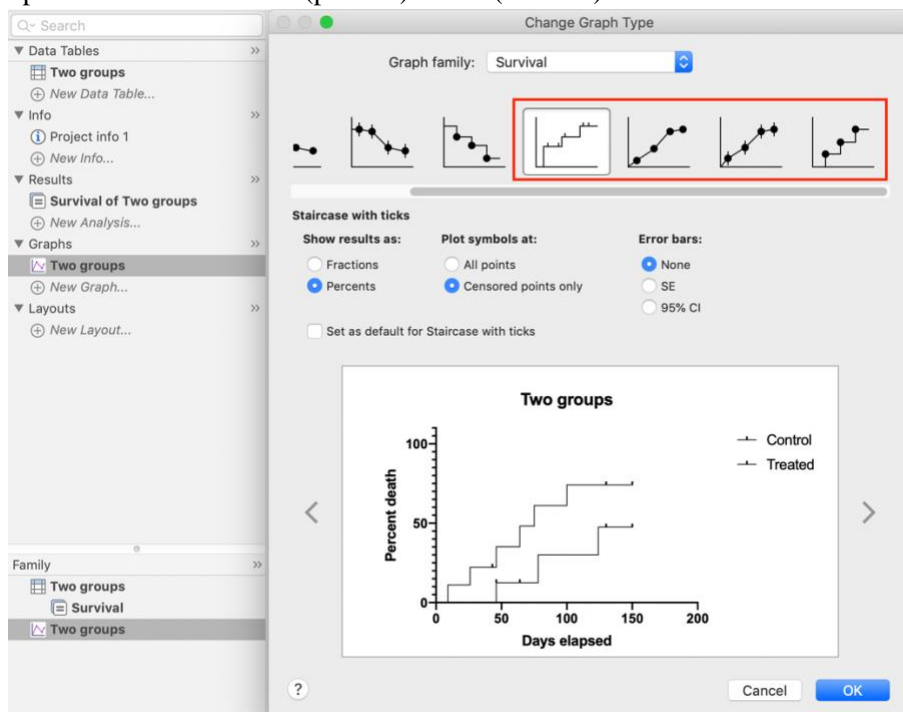 Search
Data Tables
Two groups
New Data Table...
Info
Project info 1
New Info...
Results
Survival of Two groups
New Analysis...
Graphs
Two groups
New Graph...
Layouts
New Layout...
Family
Two groups
Survival
Two groups
Change Graph Type
Graph family: Survival
Staircase with ticks
Show results as: Plot symbols at: Error bars:
Fractions All points None
Percents Censored points only SE
95% CI
Set as default for Staircase with ticks
Two groups
Control
Treated
Percent death
100
50
0
0 50 100 150 200
Days elapsed
? Cancel OK